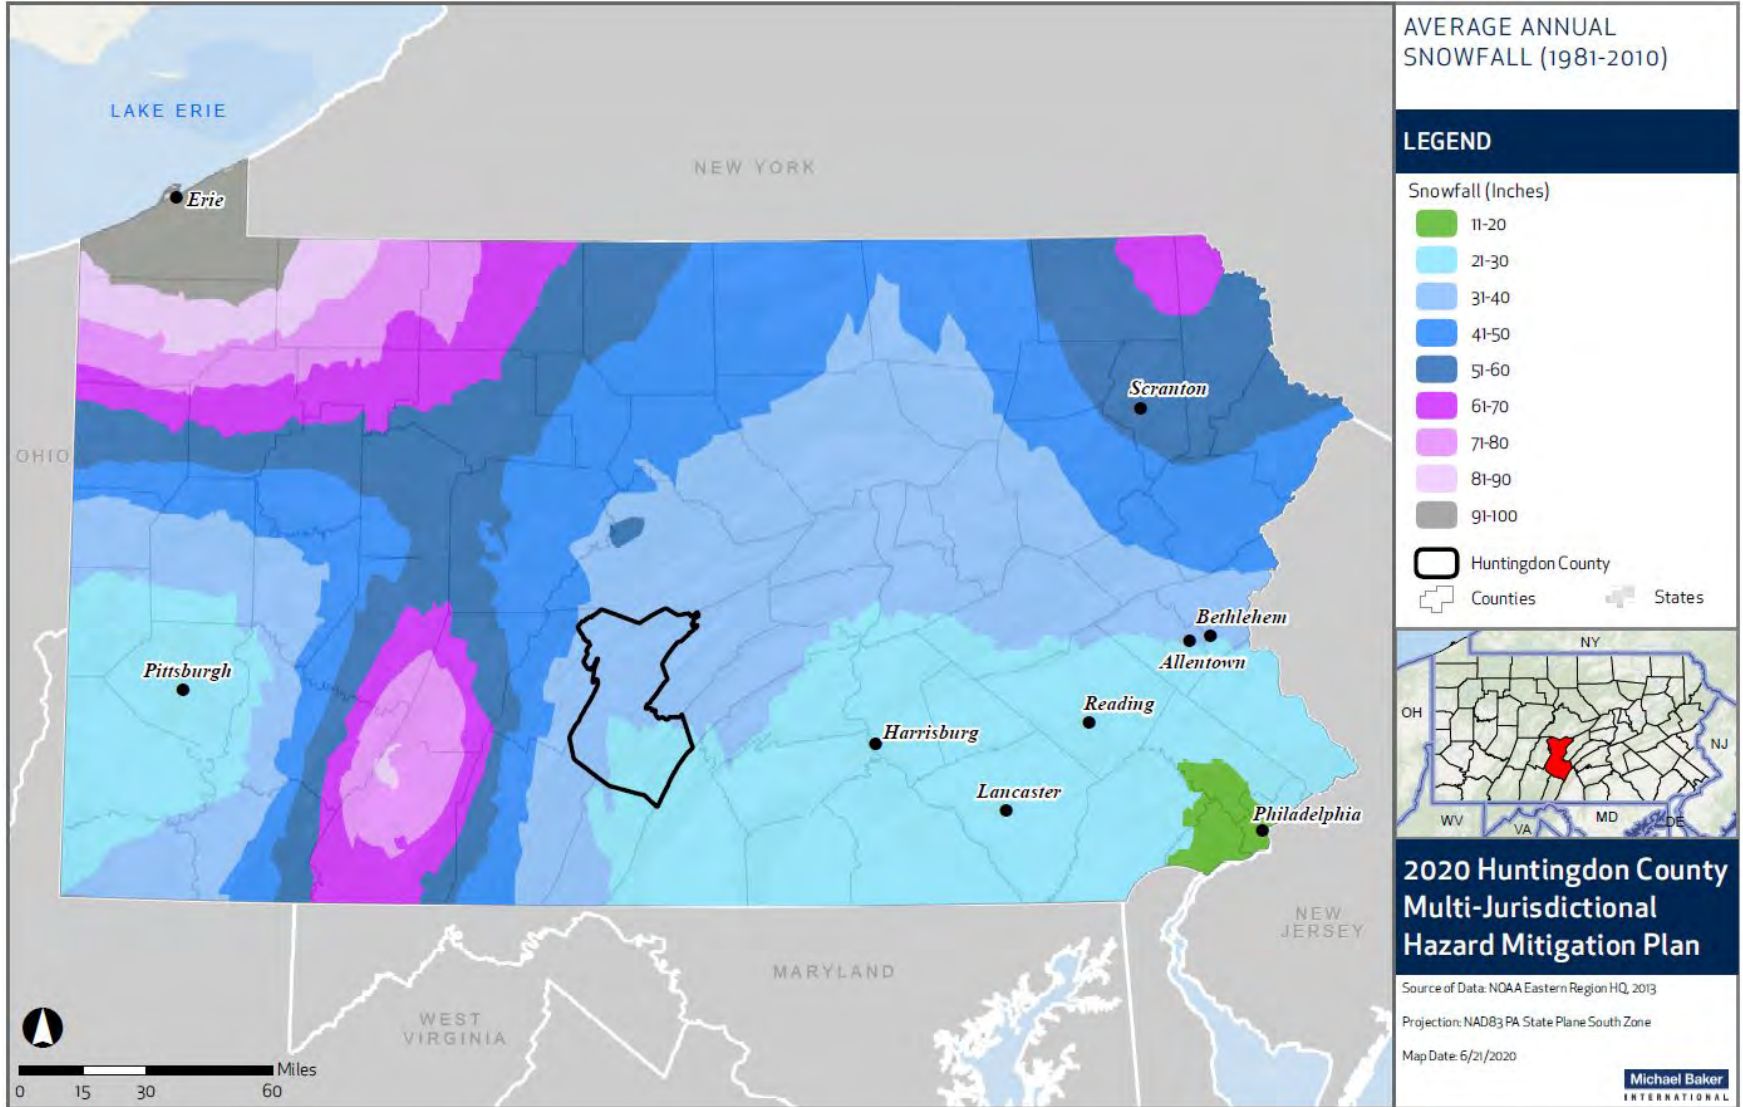 LAKE ERIE
NEW YORK
Erie
Scranton
OHIO
Bethlehem
Allentown
Pittsburgh
Reading
Harrisburg
Lancaster
Philadelphia
NEW
JERSEY
MARYLAND
WEST
VIRGINIA
Miles
0 15 30 60
AVERAGE ANNUAL
SNOWFALL (1981-2010)
LEGEND
Snowfall (Inches)
11-20
21-30
31-40
41-50
51-60
61-70
71-80
81-90
91-100
Huntingdon County
Counties States
NY
OH
NJ
WV
VA
MD
DE
2020 Huntingdon County
Multi-Jurisdictional
Hazard Mitigation Plan
Source of Data: NOAA Eastern Region HQ, 2013
Projection: NAD83 PA State Plane South Zone
Map Date: 6/21/2020
Michael Baker
INTERNATIONAL